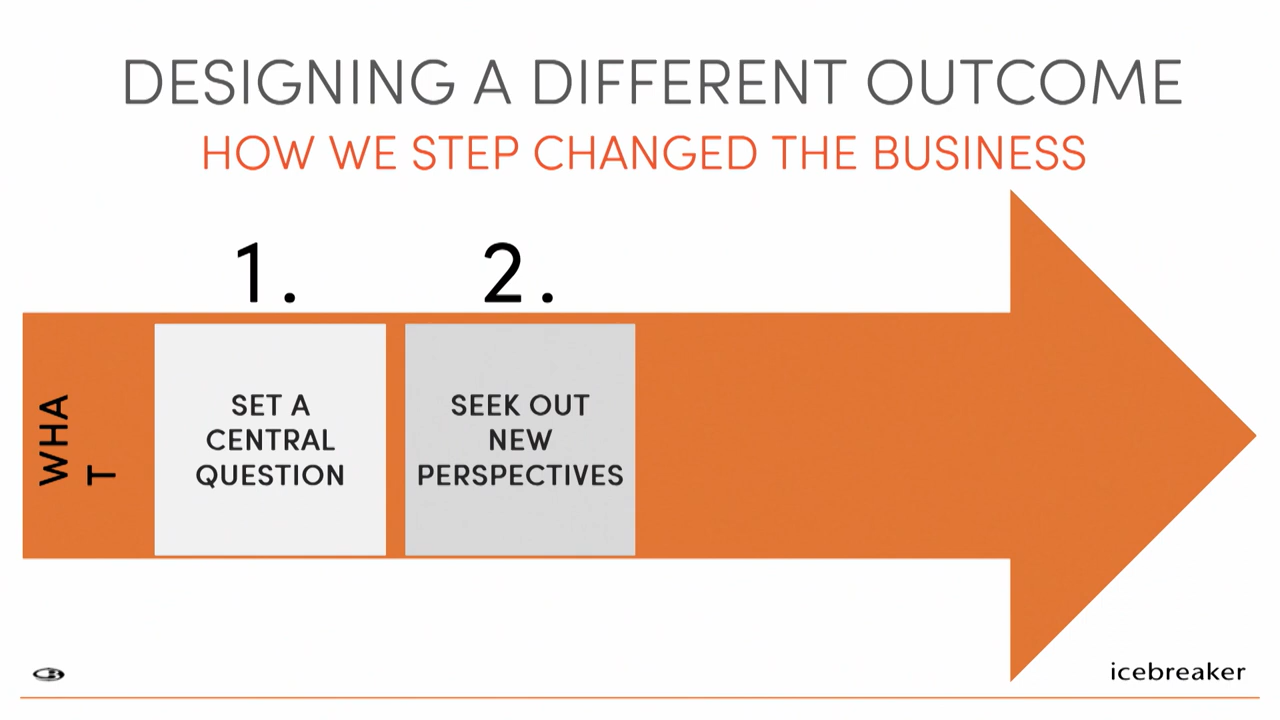 DESIGNING A DIFFERENT OUTCOME
HOW WE STEP CHANGED THE BUSINESS
1.
2.
WHA
T
SET A
CENTRAL
QUESTION
SEEK OUT
NEW
PERSPECTIVES
icebreaker